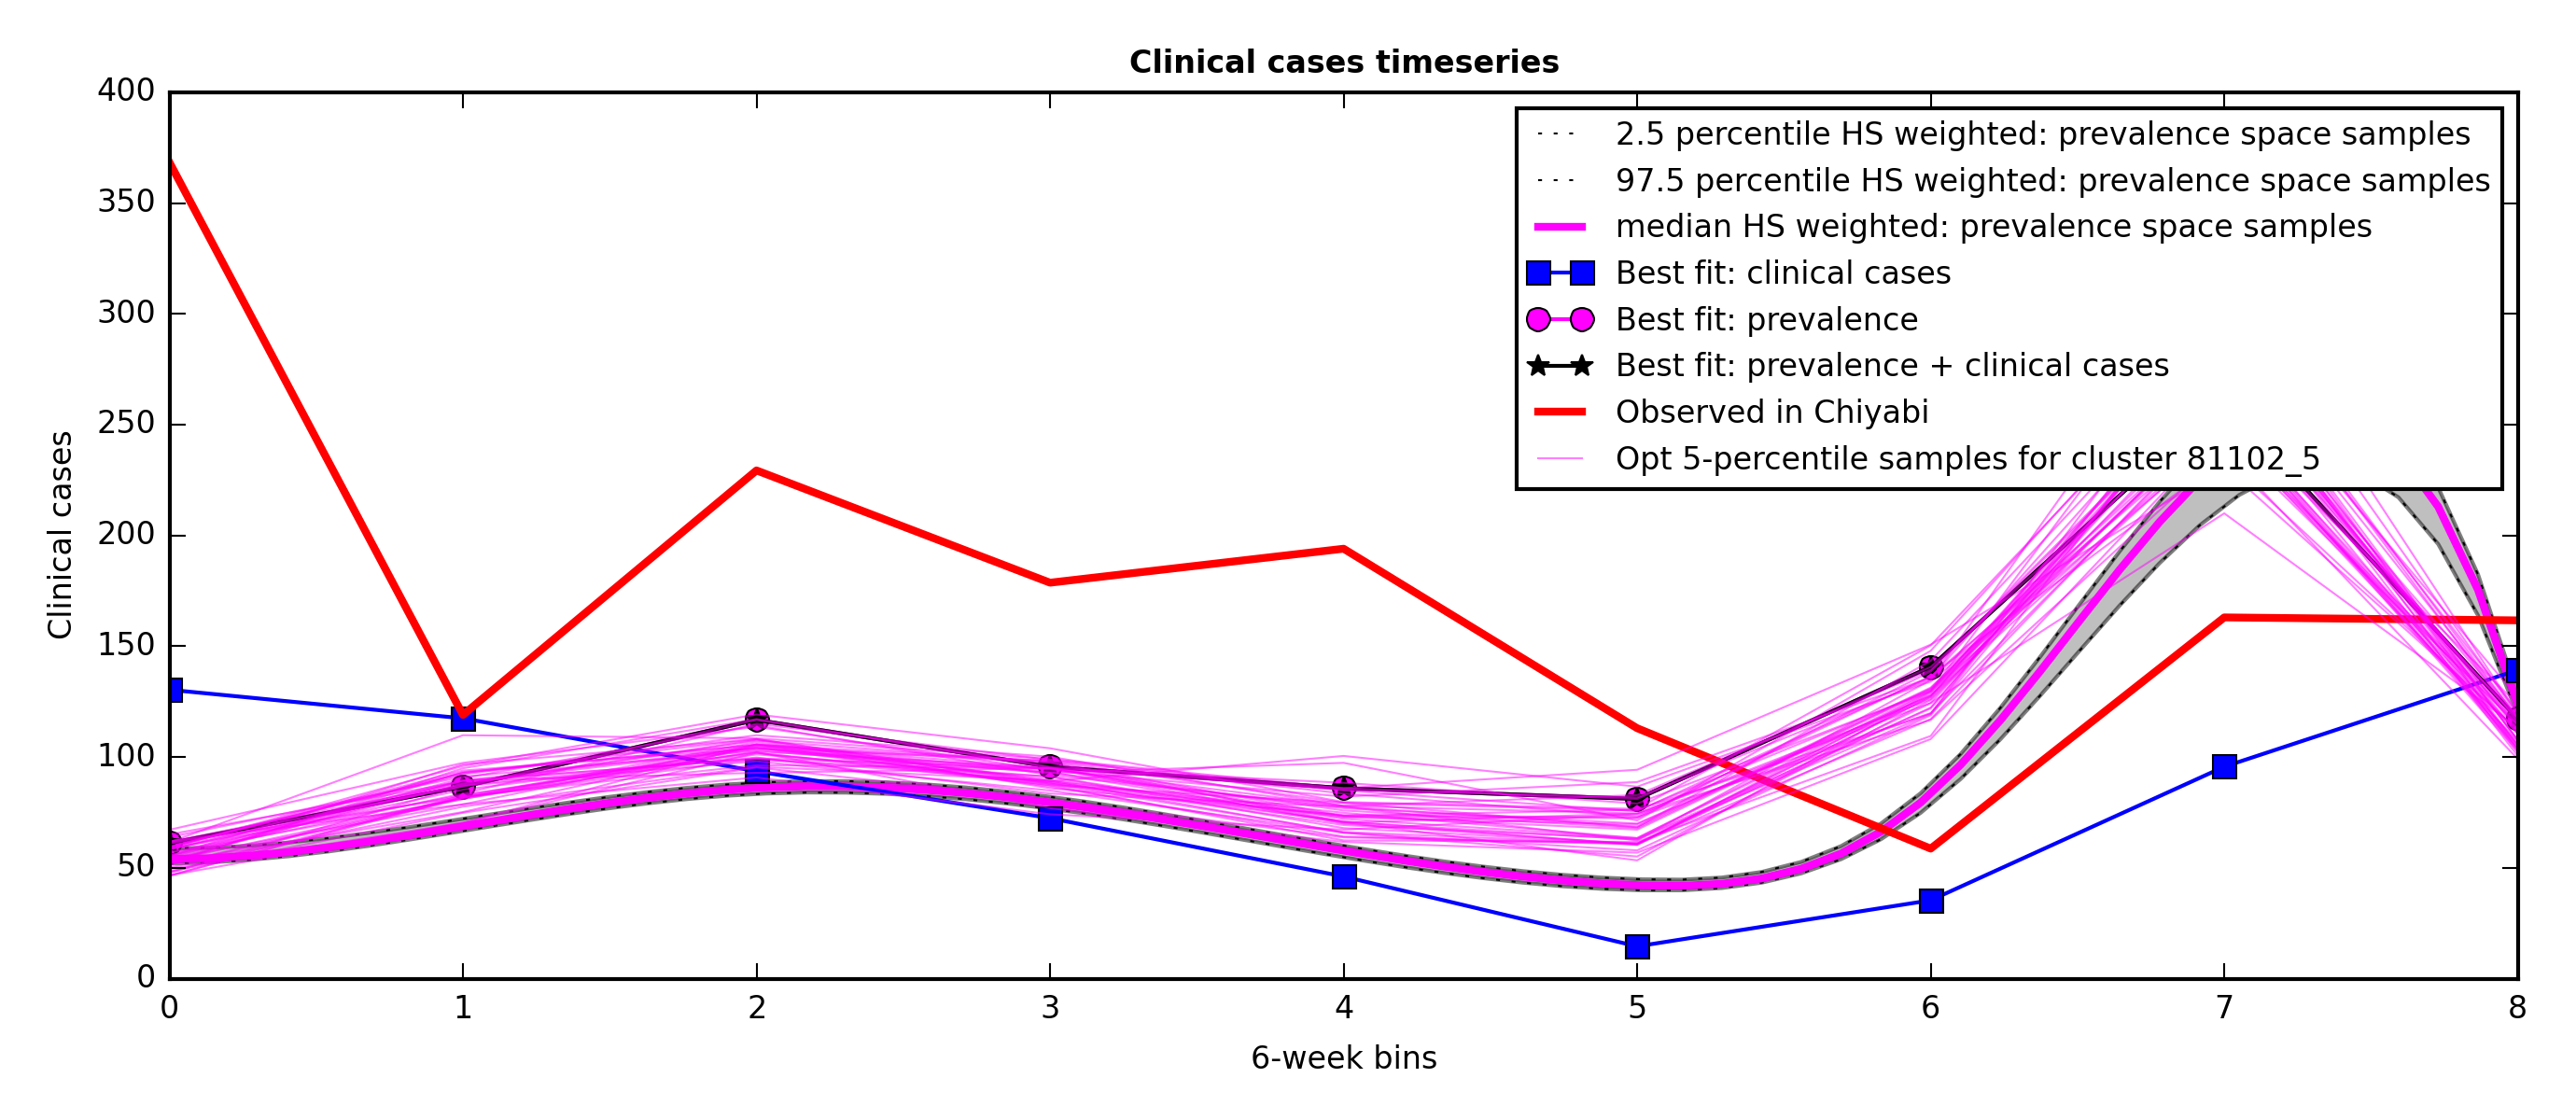 Clinical cases timeseries
400
350
300
250
200
150
100
50
0
Clinical cases
2.5 percentile HS weighted: prevalence space samples
97.5 percentile HS weighted: prevalence space samples
median HS weighted: prevalence space samples
Best fit: clinical cases
Best fit: prevalence
Best fit: prevalence + clinical cases
Observed in Chiyabi
Opt 5-percentile samples for cluster 81102_5
0 1 2 3 4 5 6 7 8
6-week bins